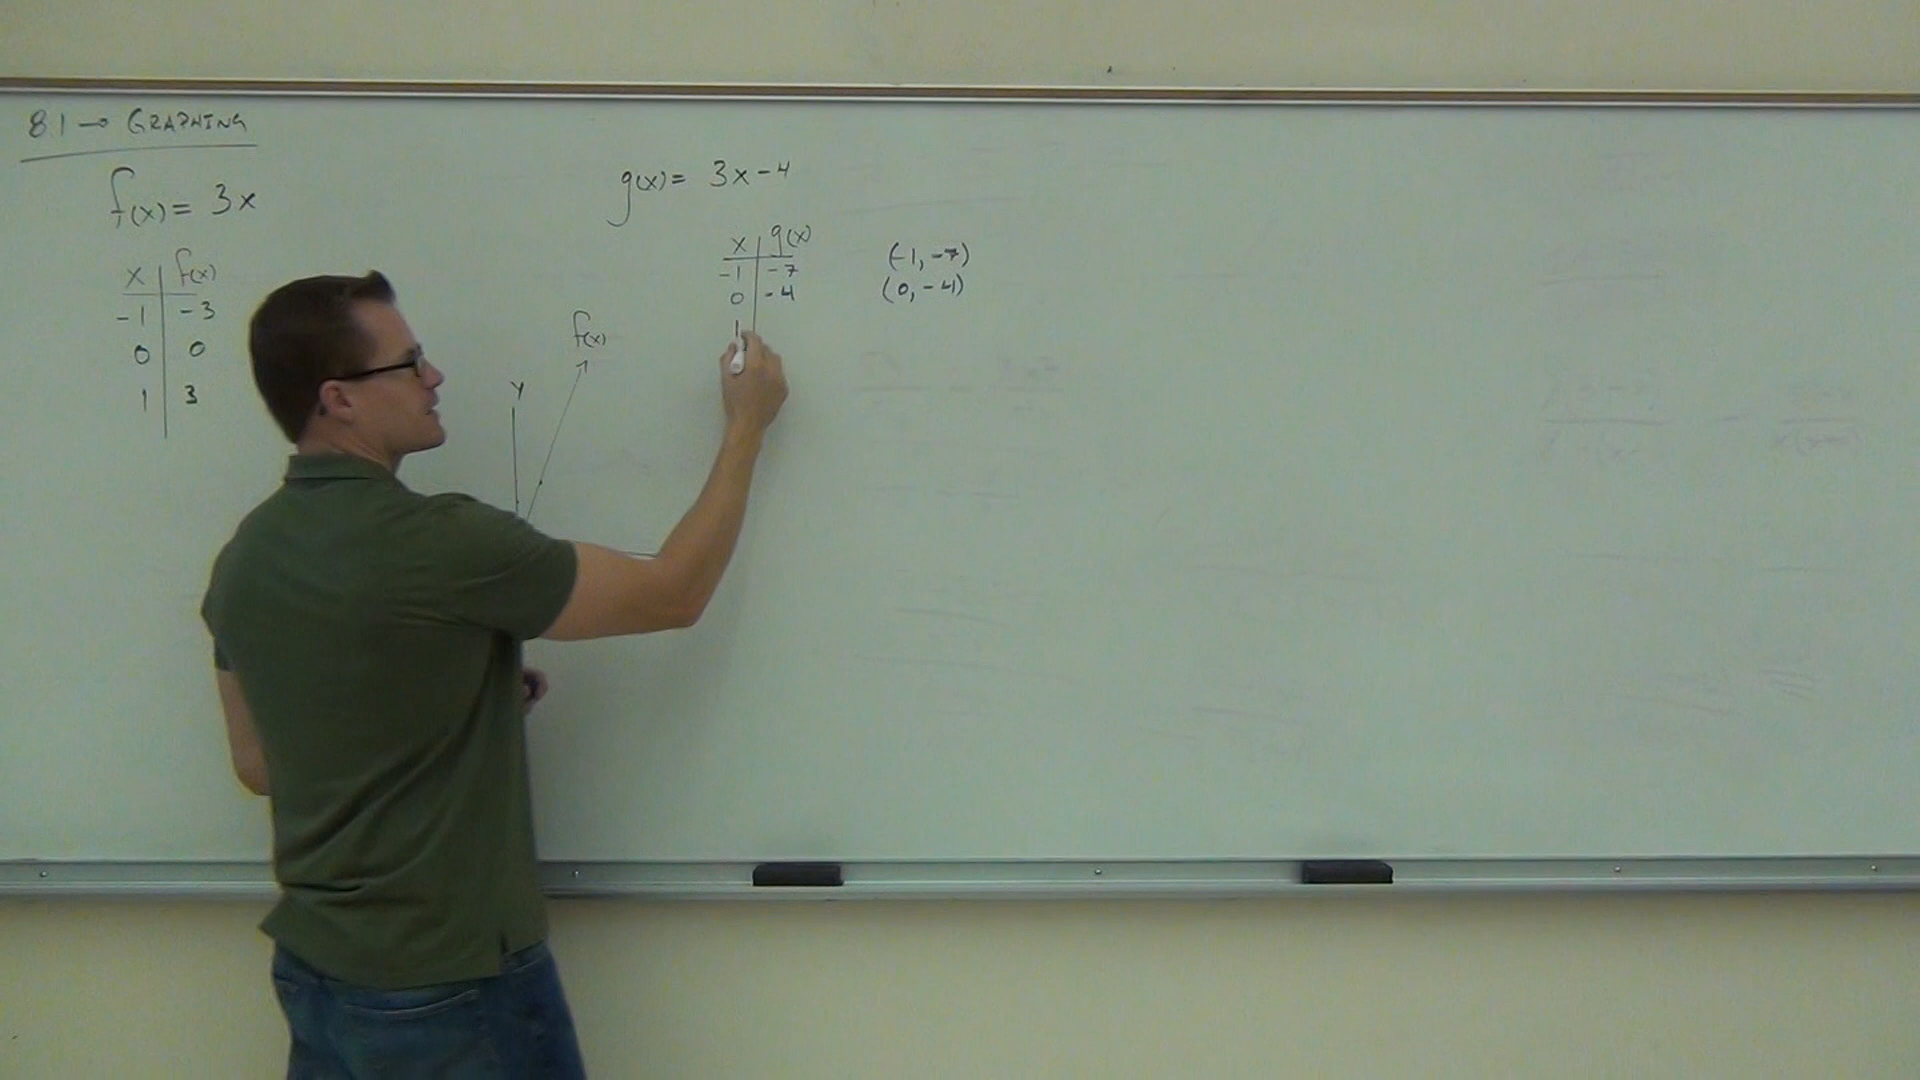 8.1 → GRAPHING
f(x) = 3x
x f(x)
-1 -3
0 0
1 3
y
f(x)
g(x) = 3x - 4
x g(x)
-1 -7
0 -4
1
(-1, -7)
(0, -4)